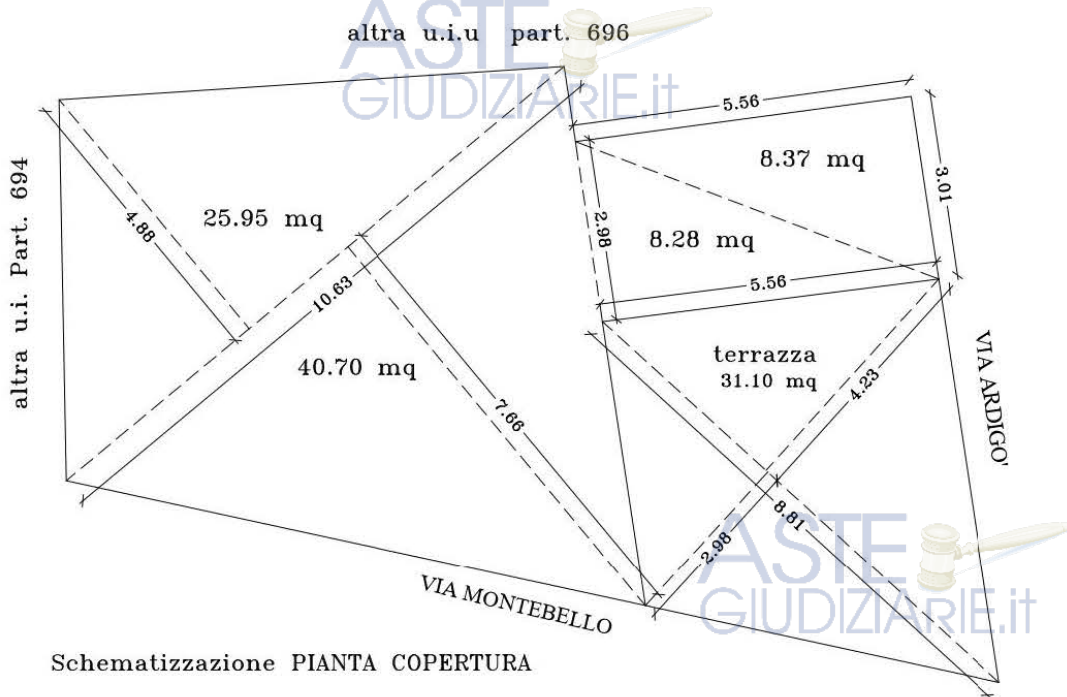 altra u.i.u part. 696
ASTE
GIUDIZIARIE.it
5.56
8.37 mq
3.01
altra u.i. Part. 694
4.88
25.95 mq
2.98
8.28 mq
5.56
10.63
40.70 mq
terrazza
31.10 mq
4.23
VIA ARDIGO'
7.66
8.81
2.98
ASTE
GIUDIZIARIE.it
VIA MONTEBELLO
Schematizzazione PIANTA COPERTURA